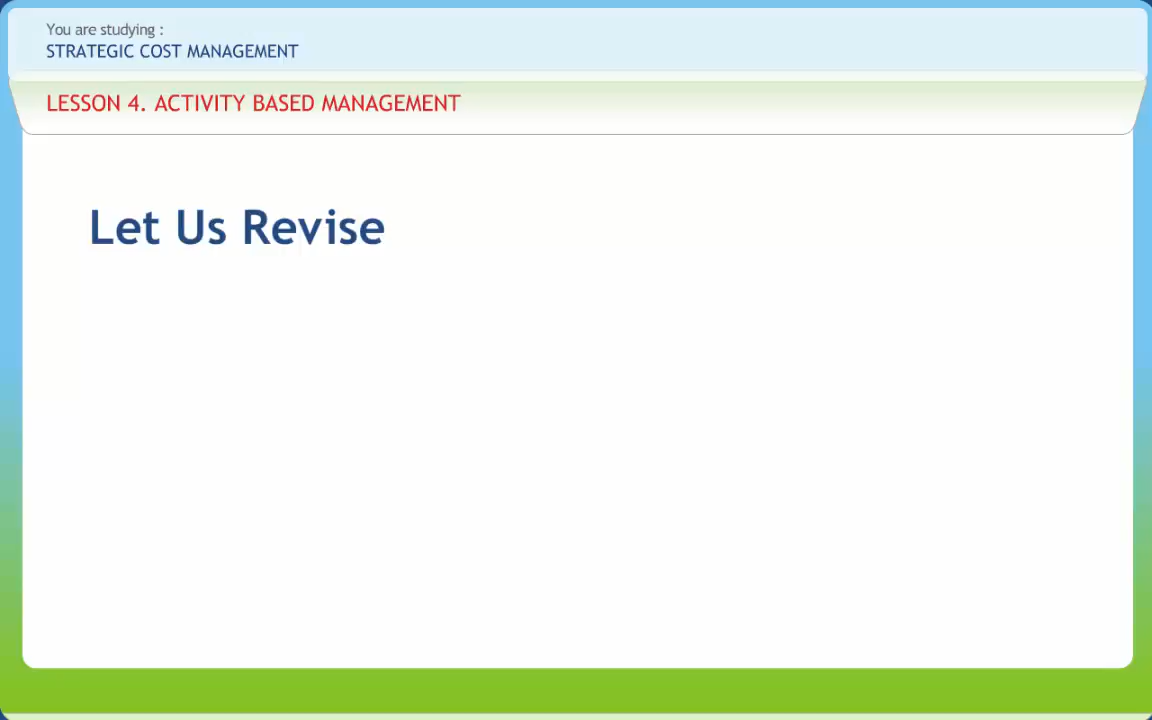 You are studying :
STRATEGIC COST MANAGEMENT
LESSON 4. ACTIVITY BASED MANAGEMENT
Let Us Revise